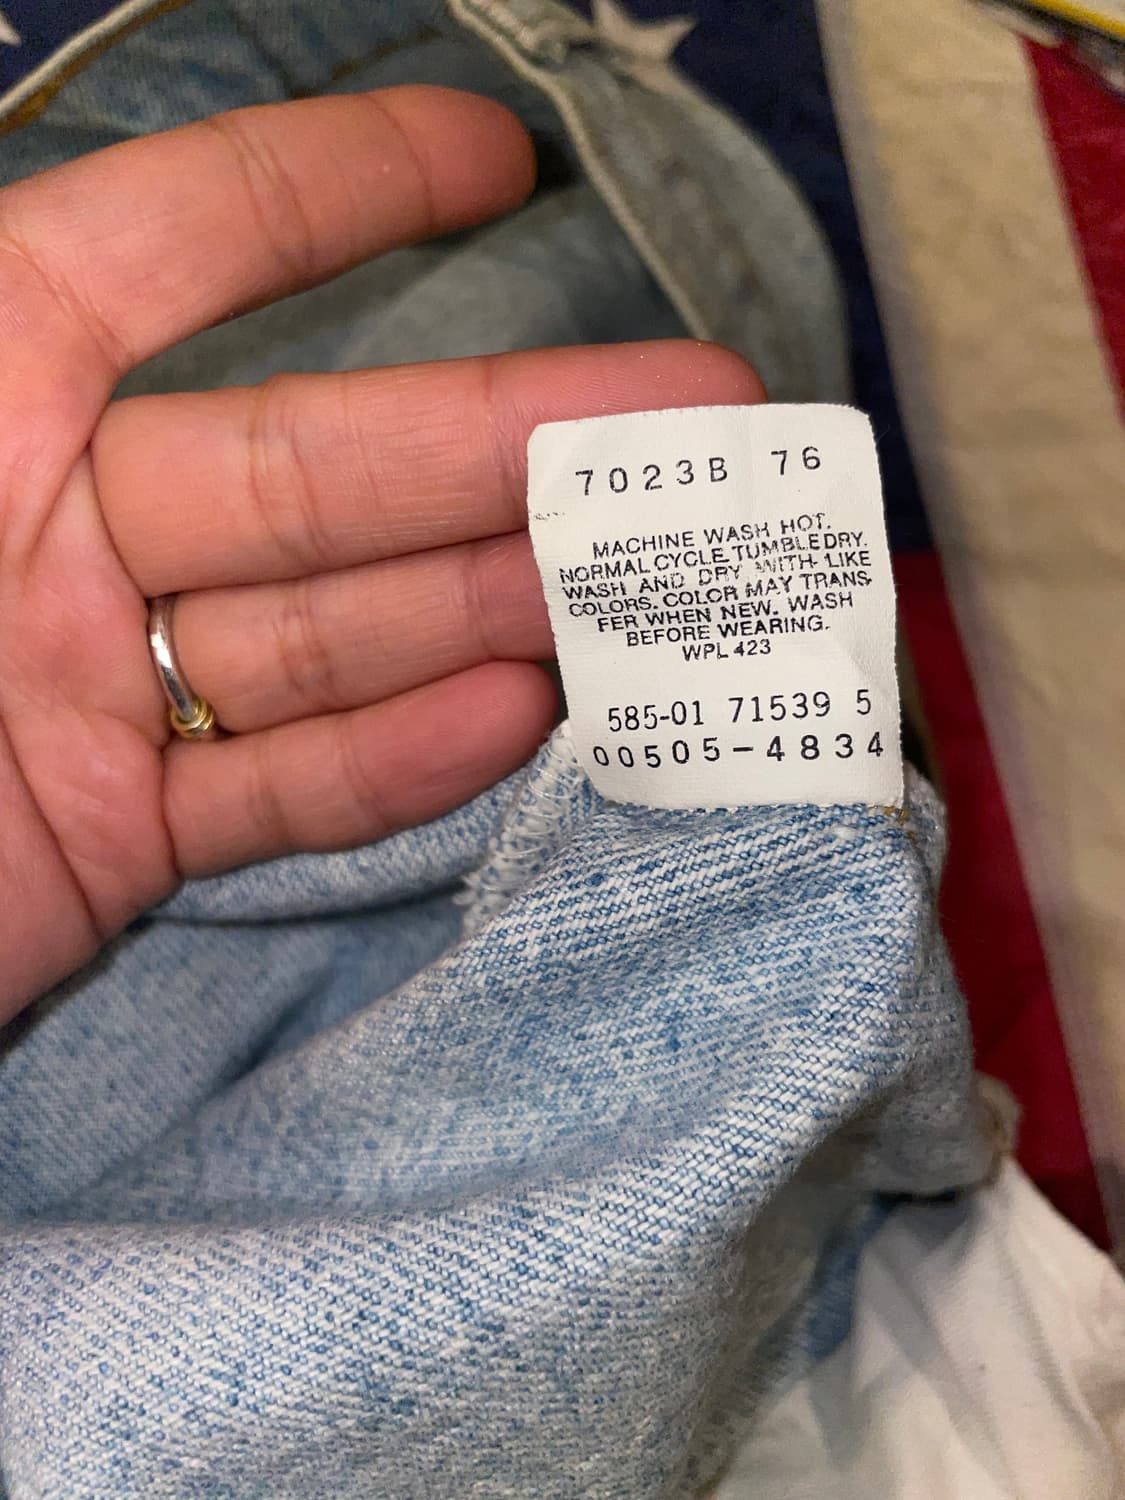 7023B 76
MACHINE WASH HOT.
NORMAL CYCLE. TUMBLE DRY.
WASH AND DRY WITH LIKE
COLORS. COLOR MAY TRANS
FER WHEN NEW. WASH
BEFORE WEARING.
WPL 423
585-01 71539 5
00505-4834